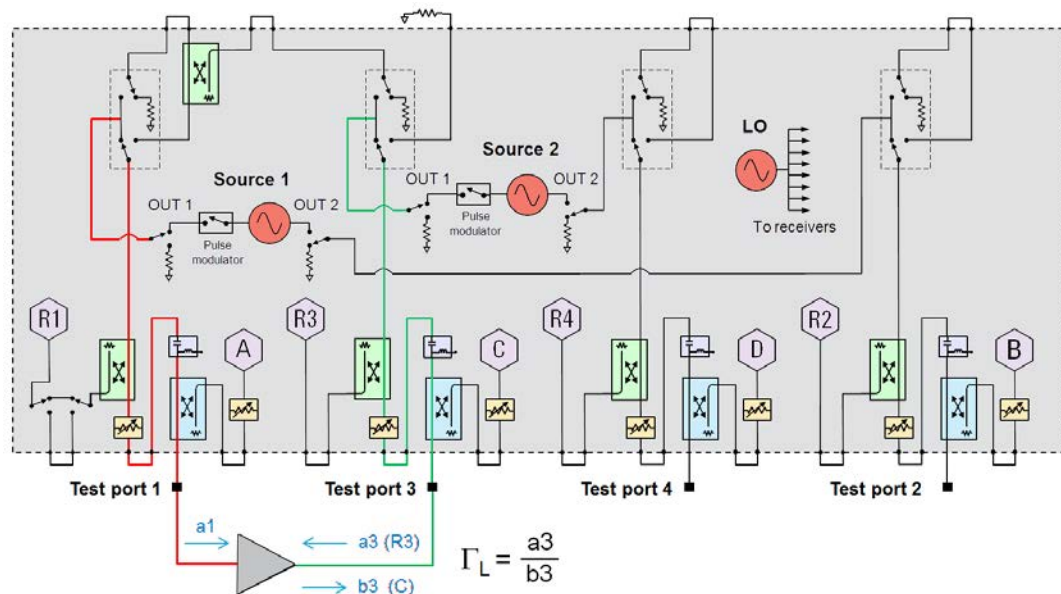 LO
Source 2
Source 1
OUT 1
OUT 2
Pulse
modulator
OUT 1
OUT 2
Pulse
modulator
To receivers
R1
A
R3
C
R4
D
R2
B
Test port 1
Test port 3
Test port 4
Test port 2
a1
a3 (R3)
b3 (C)
Γ_L = a3/b3